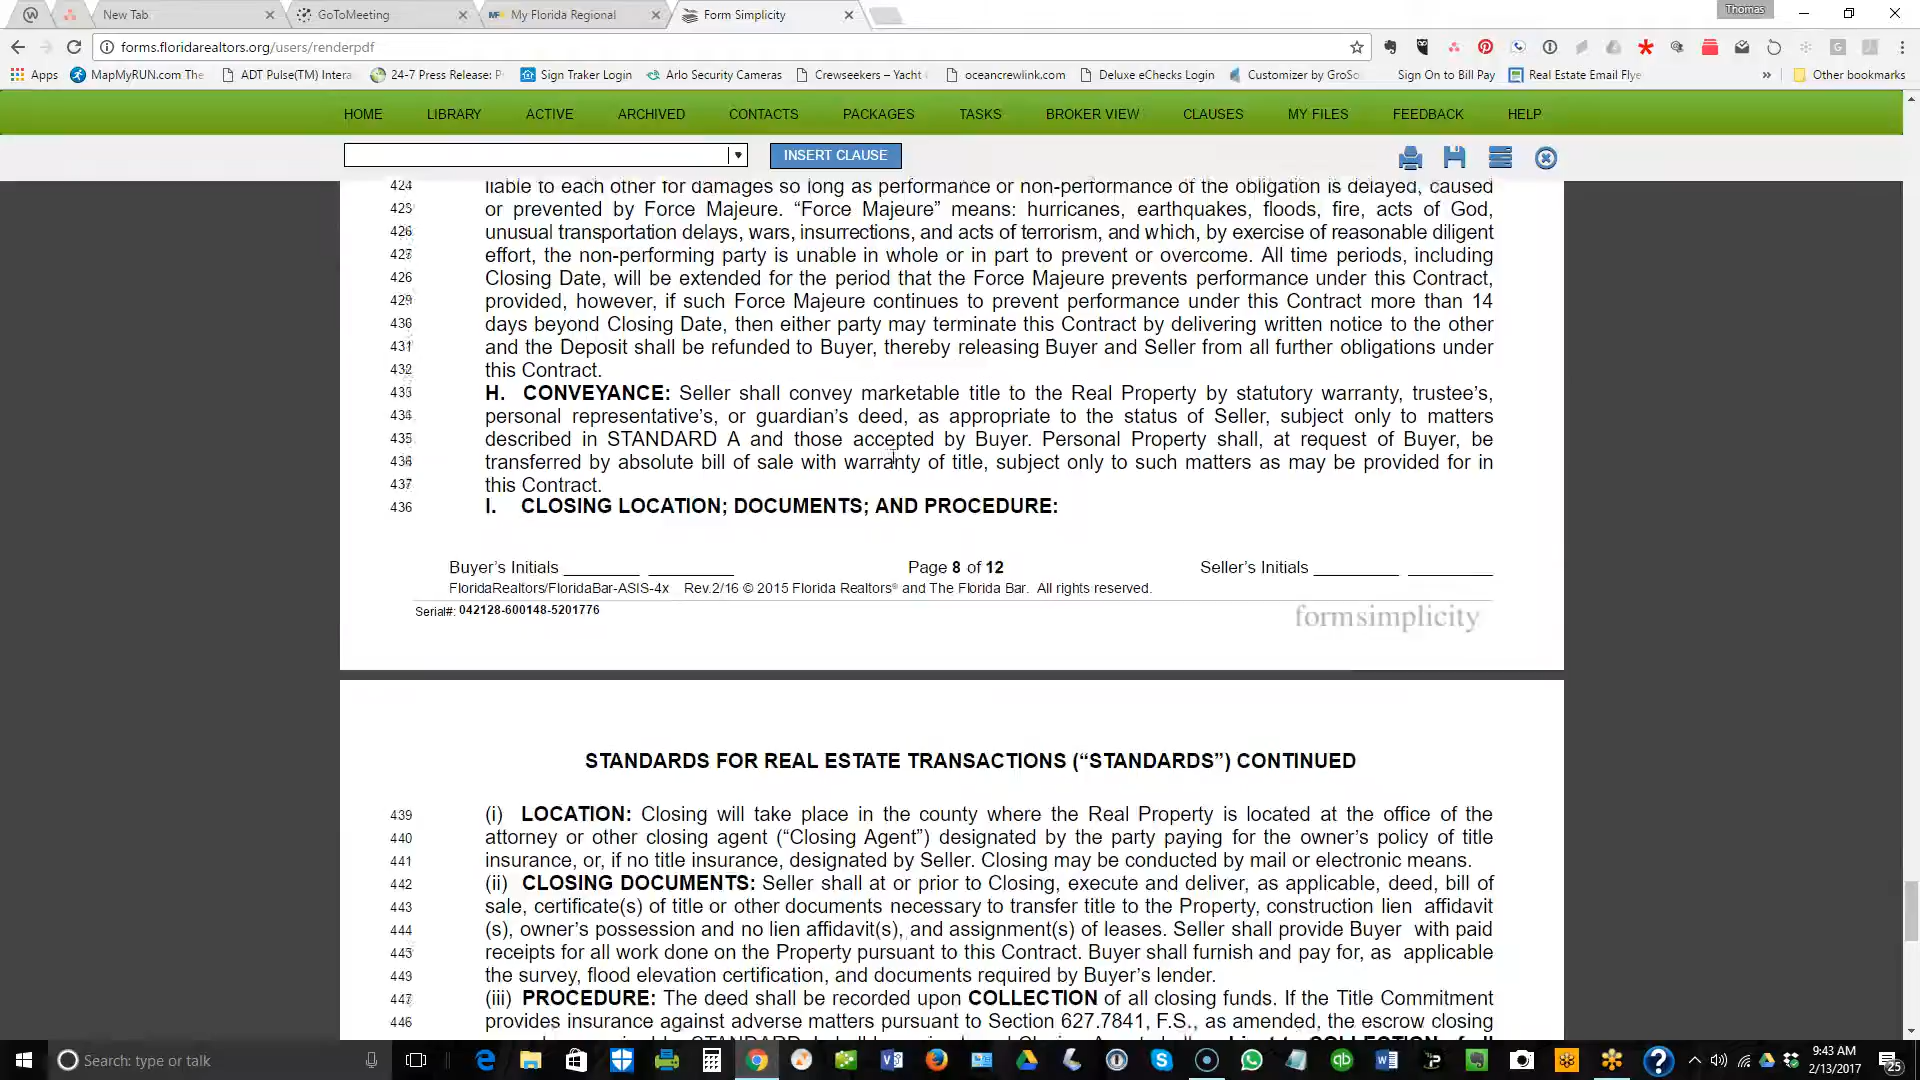 New Tab
GoToMeeting
My Florida Regional
Form Simplicity
Thomas
forms.floridarealtors.org/users/renderpdf
Apps
MapMyRUN.com The
ADT Pulse(TM) Intera
24-7 Press Release: P
Sign Traker Login
Arlo Security Cameras
Crewseekers – Yacht
oceancrewlink.com
Deluxe eChecks Login
Customizer by GroSo
Sign On to Bill Pay
Real Estate Email Flye
»
Other bookmarks
HOME LIBRARY ACTIVE ARCHIVED CONTACTS PACKAGES TASKS BROKER VIEW CLAUSES MY FILES FEEDBACK HELP
INSERT CLAUSE
424 liable to each other for damages so long as performance or non-performance of the obligation is delayed, caused
425 or prevented by Force Majeure. “Force Majeure” means: hurricanes, earthquakes, floods, fire, acts of God,
426 unusual transportation delays, wars, insurrections, and acts of terrorism, and which, by exercise of reasonable diligent
effort, the non-performing party is unable in whole or in part to prevent or overcome. All time periods, including
Closing Date, will be extended for the period that the Force Majeure prevents performance under this Contract,
429 provided, however, if such Force Majeure continues to prevent performance under this Contract more than 14
days beyond Closing Date, then either party may terminate this Contract by delivering written notice to the other
431 and the Deposit shall be refunded to Buyer, thereby releasing Buyer and Seller from all further obligations under
432 this Contract.
H. CONVEYANCE: Seller shall convey marketable title to the Real Property by statutory warranty, trustee’s,
personal representative’s, or guardian’s deed, as appropriate to the status of Seller, subject only to matters
435 described in STANDARD A and those accepted by Buyer. Personal Property shall, at request of Buyer, be
transferred by absolute bill of sale with warranty of title, subject only to such matters as may be provided for in
437 this Contract.
436 I. CLOSING LOCATION; DOCUMENTS; AND PROCEDURE:
Buyer’s Initials ________ ________ Page 8 of 12 Seller’s Initials ________ ________
FloridaRealtors/FloridaBar-ASIS-4x Rev.2/16 © 2015 Florida Realtors® and The Florida Bar. All rights reserved.
Serial#: 042128-600148-5201776
formsimplicity
STANDARDS FOR REAL ESTATE TRANSACTIONS (“STANDARDS”) CONTINUED
439 (i) LOCATION: Closing will take place in the county where the Real Property is located at the office of the
440 attorney or other closing agent (“Closing Agent”) designated by the party paying for the owner’s policy of title
441 insurance, or, if no title insurance, designated by Seller. Closing may be conducted by mail or electronic means.
442 (ii) CLOSING DOCUMENTS: Seller shall at or prior to Closing, execute and deliver, as applicable, deed, bill of
443 sale, certificate(s) of title or other documents necessary to transfer title to the Property, construction lien affidavit
444 (s), owner’s possession and no lien affidavit(s), and assignment(s) of leases. Seller shall provide Buyer with paid
445 receipts for all work done on the Property pursuant to this Contract. Buyer shall furnish and pay for, as applicable
449 the survey, flood elevation certification, and documents required by Buyer’s lender.
447 (iii) PROCEDURE: The deed shall be recorded upon COLLECTION of all closing funds. If the Title Commitment
446 provides insurance against adverse matters pursuant to Section 627.7841, F.S., as amended, the escrow closing
Search: type or talk
9:43 AM
2/13/2017
25